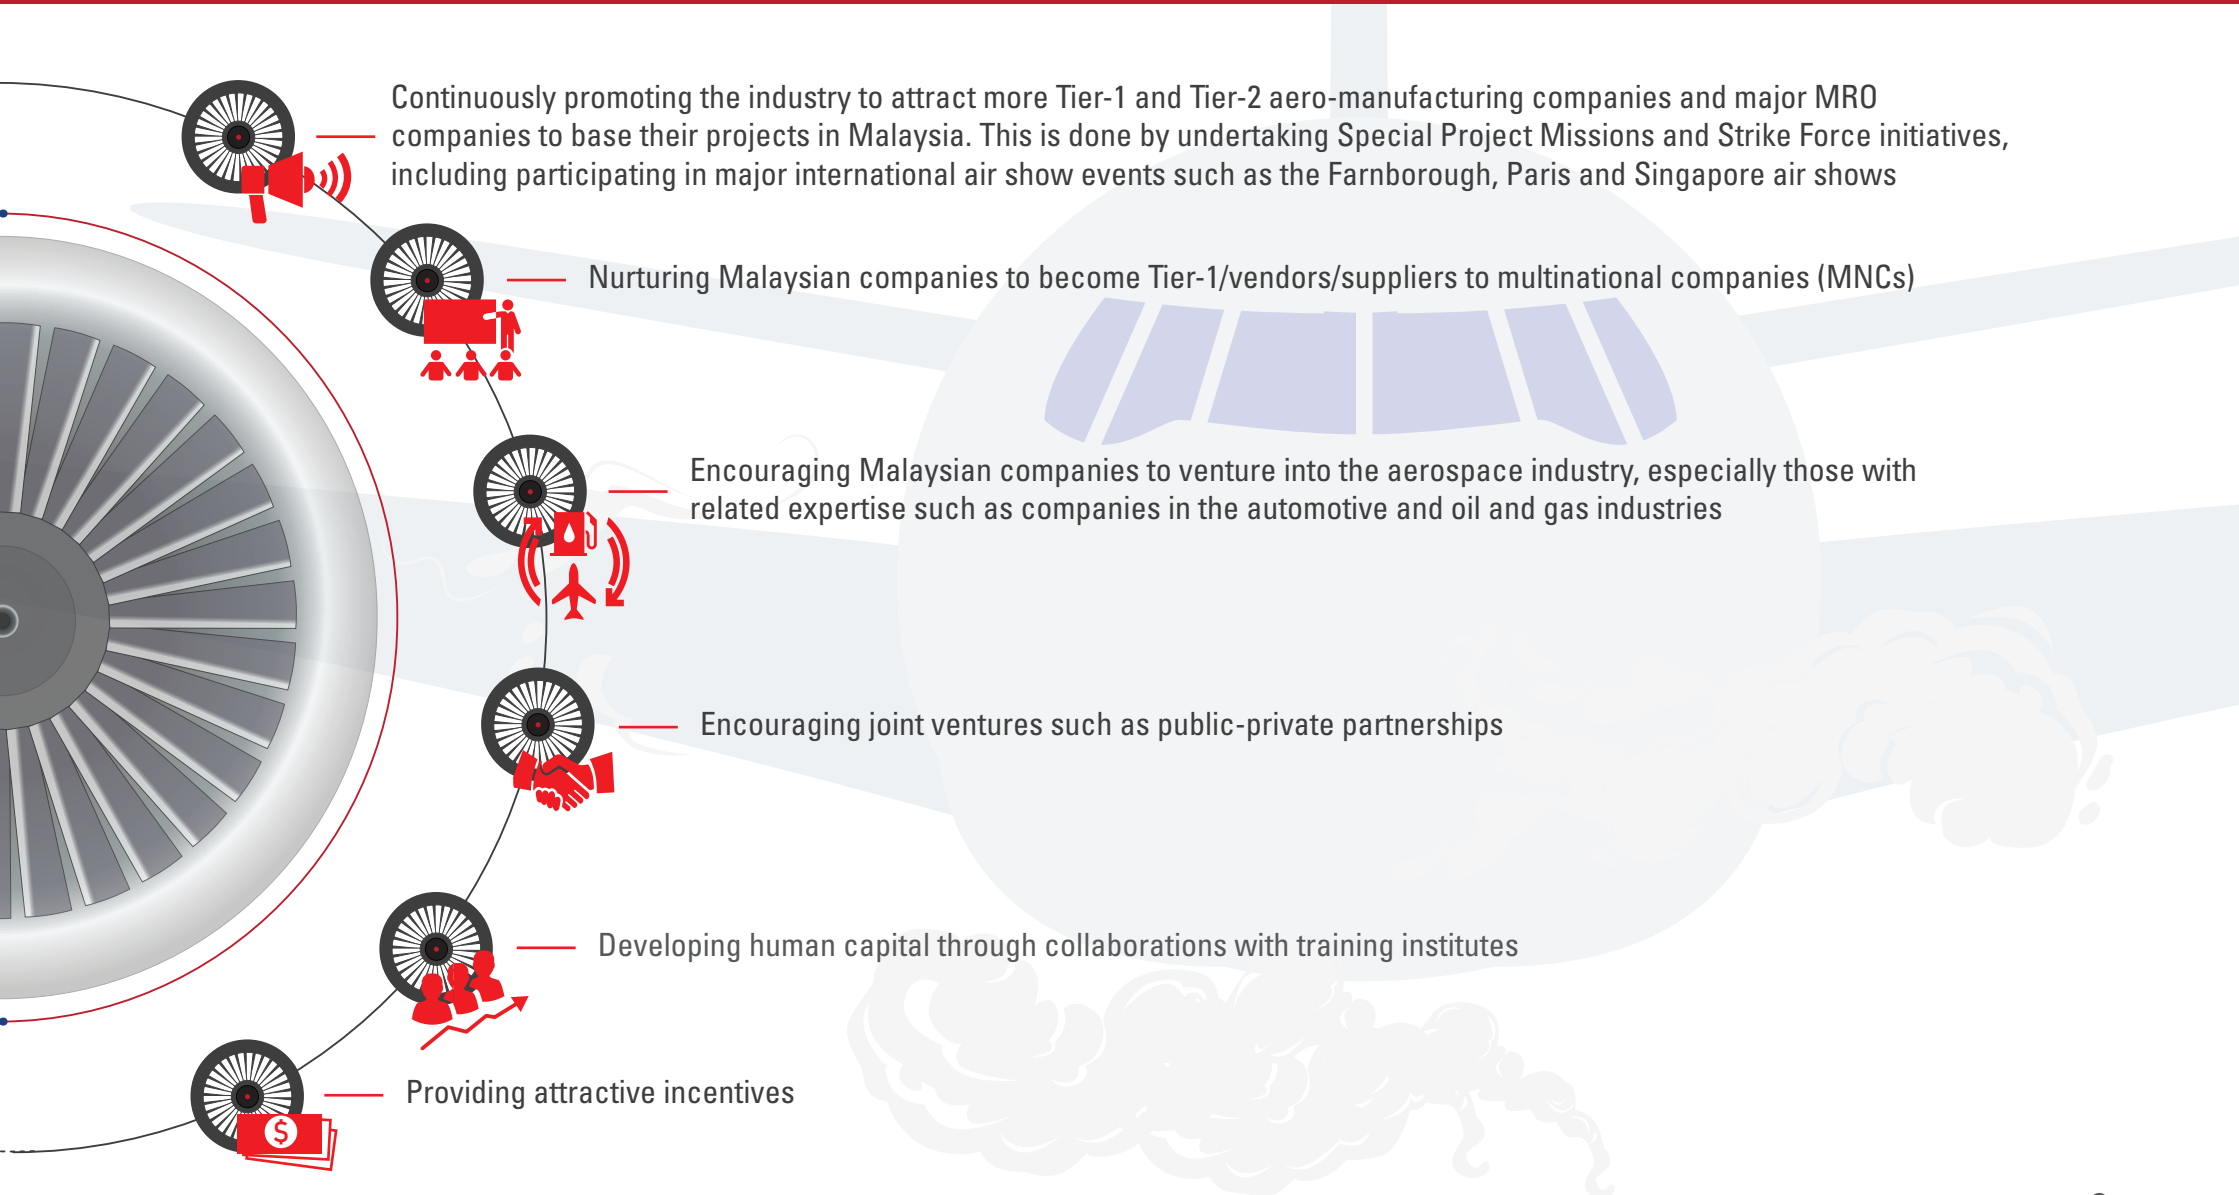 Continuously promoting the industry to attract more Tier-1 and Tier-2 aero-manufacturing companies and major MRO
companies to base their projects in Malaysia. This is done by undertaking Special Project Missions and Strike Force initiatives,
including participating in major international air show events such as the Farnborough, Paris and Singapore air shows
Nurturing Malaysian companies to become Tier-1/vendors/suppliers to multinational companies (MNCs)
Encouraging Malaysian companies to venture into the aerospace industry, especially those with
related expertise such as companies in the automotive and oil and gas industries
Encouraging joint ventures such as public-private partnerships
Developing human capital through collaborations with training institutes
Providing attractive incentives
$